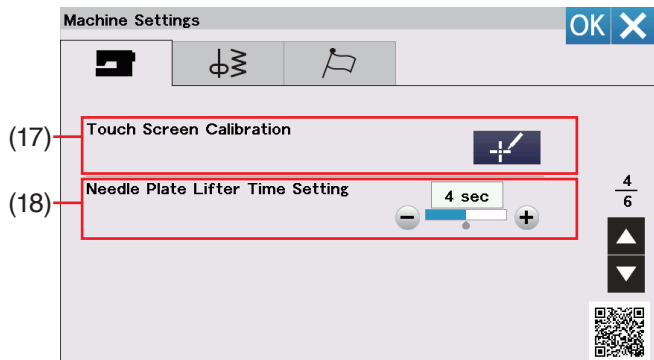 Machine Settings
OK
(17)
Touch Screen Calibration
(18)
Needle Plate Lifter Time Setting
4 sec
4
6